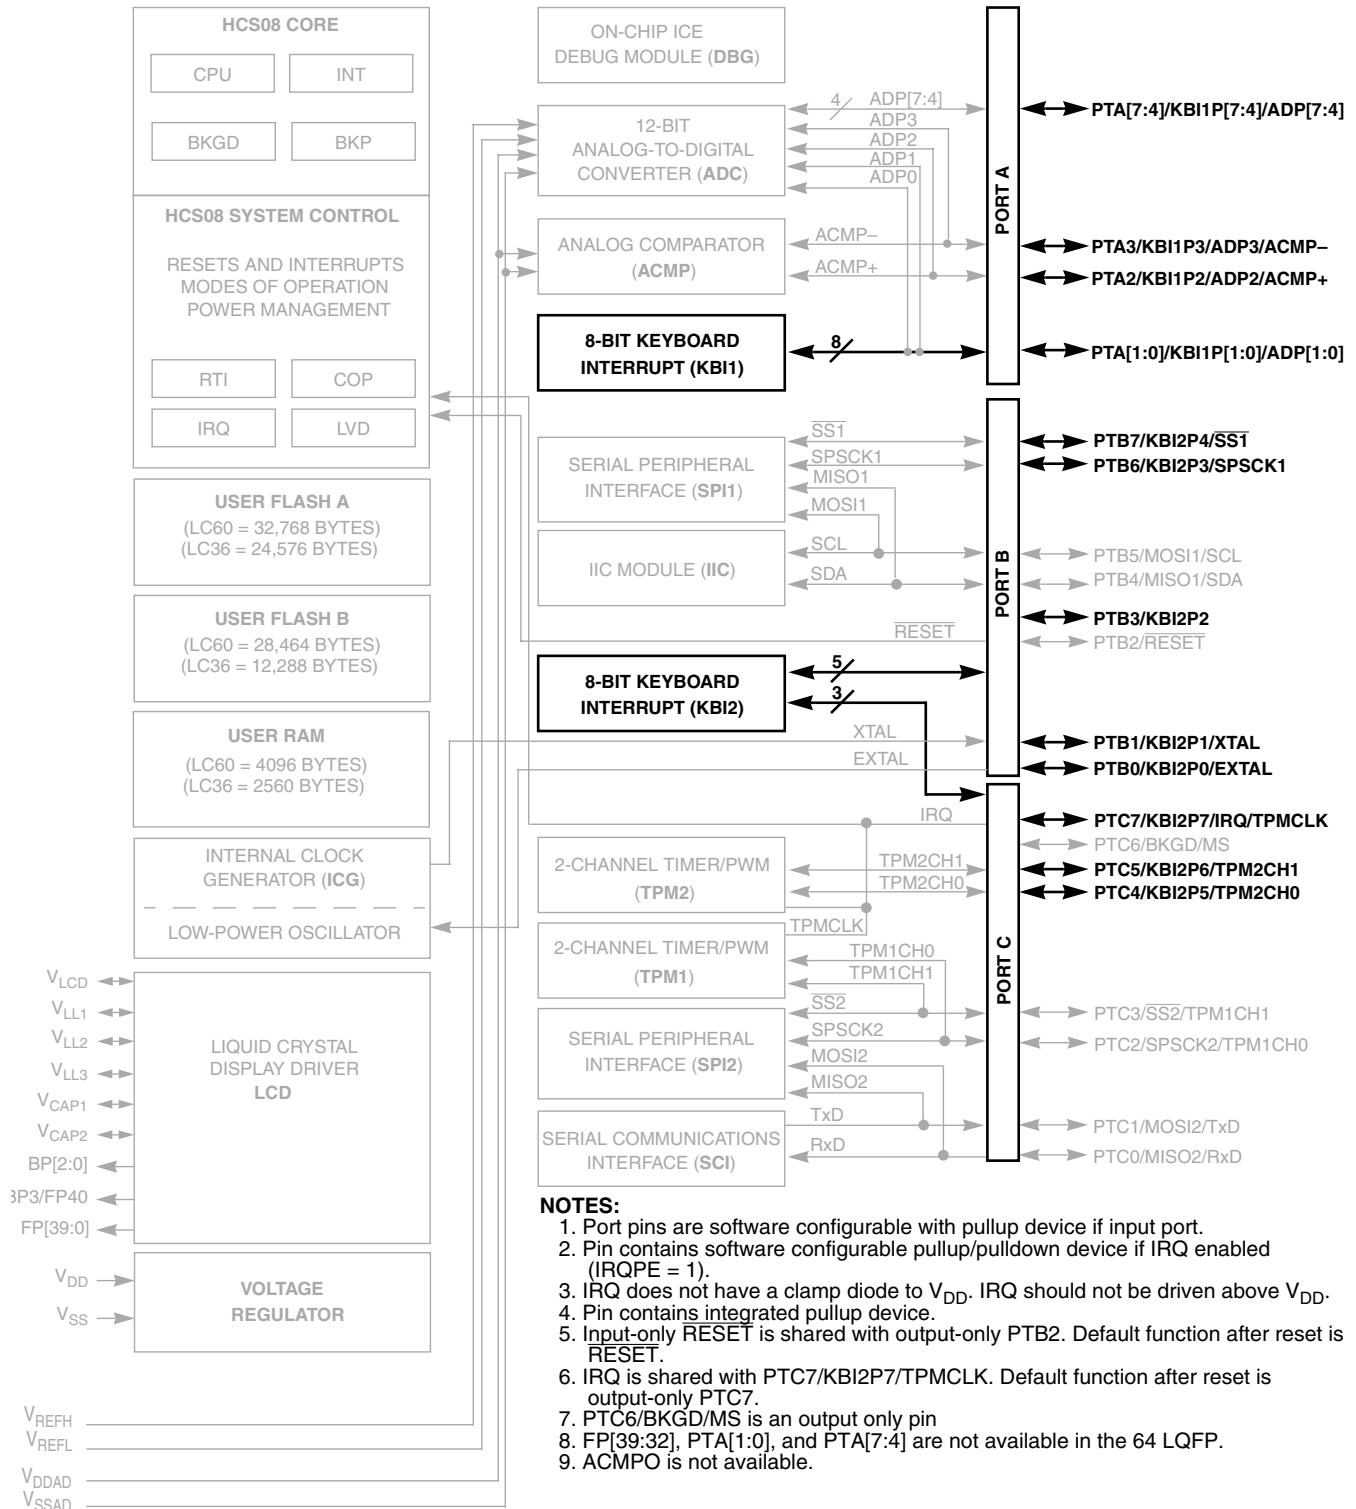 HCS08 CORE
CPU
INT
BKGD
BKP
HCS08 SYSTEM CONTROL
RESETS AND INTERRUPTS
MODES OF OPERATION
POWER MANAGEMENT
RTI
COP
IRQ
LVD
USER FLASH A
(LC60 = 32,768 BYTES)
(LC36 = 24,576 BYTES)
USER FLASH B
(LC60 = 28,464 BYTES)
(LC36 = 12,288 BYTES)
USER RAM
(LC60 = 4096 BYTES)
(LC36 = 2560 BYTES)
INTERNAL CLOCK
GENERATOR (ICG)
LOW-POWER OSCILLATOR
VLCD
VLL1
VLL2
VLL3
VCAP1
VCAP2
BP[2:0]
BP3/FP40
FP[39:0]
LIQUID CRYSTAL
DISPLAY DRIVER
LCD
VDD
VSS
VOLTAGE
REGULATOR
VREFH
VREFL
VDDAD
VSSAD
ON-CHIP ICE
DEBUG MODULE (DBG)
12-BIT
ANALOG-TO-DIGITAL
CONVERTER (ADC)
4
ADP[7:4]
ADP3
ADP2
ADP1
ADP0
ANALOG COMPARATOR
(ACMP)
ACMP–
ACMP+
8-BIT KEYBOARD
INTERRUPT (KBI1)
8
SERIAL PERIPHERAL
INTERFACE (SPI1)
SS1
SPSCK1
MISO1
MOSI1
IIC MODULE (IIC)
SCL
SDA
RESET
8-BIT KEYBOARD
INTERRUPT (KBI2)
5
3
XTAL
EXTAL
IRQ
2-CHANNEL TIMER/PWM
(TPM2)
TPM2CH1
TPM2CH0
TPMCLK
2-CHANNEL TIMER/PWM
(TPM1)
TPM1CH0
TPM1CH1
SERIAL PERIPHERAL
INTERFACE (SPI2)
SS2
SPSCK2
MOSI2
MISO2
SERIAL COMMUNICATIONS
INTERFACE (SCI)
TxD
RxD
PORT A
PTA[7:4]/KBI1P[7:4]/ADP[7:4]
PTA3/KBI1P3/ADP3/ACMP–
PTA2/KBI1P2/ADP2/ACMP+
PTA[1:0]/KBI1P[1:0]/ADP[1:0]
PORT B
PTB7/KBI2P4/SS1
PTB6/KBI2P3/SPSCK1
PTB5/MOSI1/SCL
PTB4/MISO1/SDA
PTB3/KBI2P2
PTB2/RESET
PTB1/KBI2P1/XTAL
PTB0/KBI2P0/EXTAL
PORT C
PTC7/KBI2P7/IRQ/TPMCLK
PTC6/BKGD/MS
PTC5/KBI2P6/TPM2CH1
PTC4/KBI2P5/TPM2CH0
PTC3/SS2/TPM1CH1
PTC2/SPSCK2/TPM1CH0
PTC1/MOSI2/TxD
PTC0/MISO2/RxD
NOTES:
1. Port pins are software configurable with pullup device if input port.
2. Pin contains software configurable pullup/pulldown device if IRQ enabled
(IRQPE = 1).
3. IRQ does not have a clamp diode to VDD. IRQ should not be driven above VDD.
4. Pin contains integrated pullup device.
5. Input-only RESET is shared with output-only PTB2. Default function after reset is
RESET.
6. IRQ is shared with PTC7/KBI2P7/TPMCLK. Default function after reset is
output-only PTC7.
7. PTC6/BKGD/MS is an output only pin
8. FP[39:32], PTA[1:0], and PTA[7:4] are not available in the 64 LQFP.
9. ACMPO is not available.